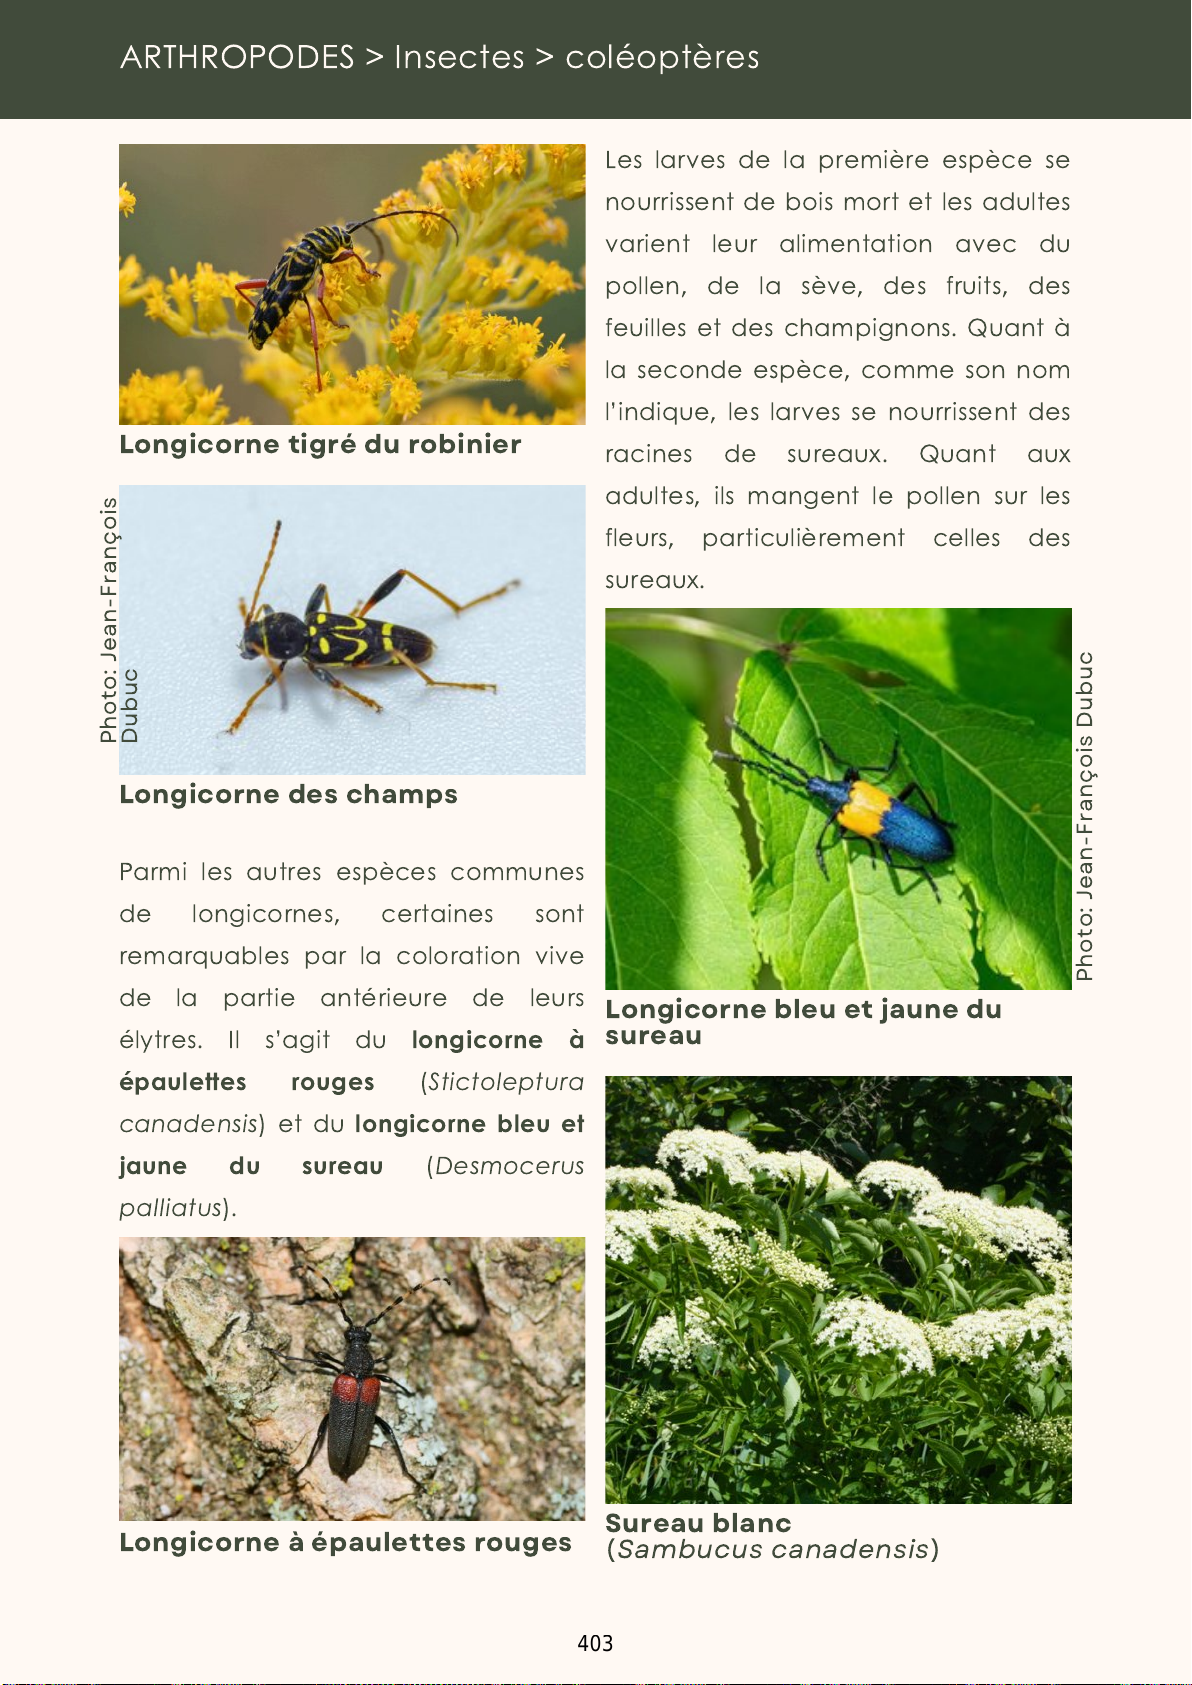 ARTHROPODES > Insectes > coléoptères
Longicorne tigré du robinier
Photo: Jean-François
Dubuc
Longicorne des champs
Parmi les autres espèces communes
de longicornes, certaines sont
remarquables par la coloration vive
de la partie antérieure de leurs
élytres. Il s’agit du longicorne à
épaulettes rouges (Stictoleptura
canadensis) et du longicorne bleu et
jaune du sureau (Desmocerus
palliatus).
Longicorne à épaulettes rouges
Les larves de la première espèce se
nourrissent de bois mort et les adultes
varient leur alimentation avec du
pollen, de la sève, des fruits, des
feuilles et des champignons. Quant à
la seconde espèce, comme son nom
l’indique, les larves se nourrissent des
racines de sureaux. Quant aux
adultes, ils mangent le pollen sur les
fleurs, particulièrement celles des
sureaux.
Photo: Jean-François Dubuc
Longicorne bleu et jaune du
sureau
Sureau blanc
(Sambucus canadensis)
403